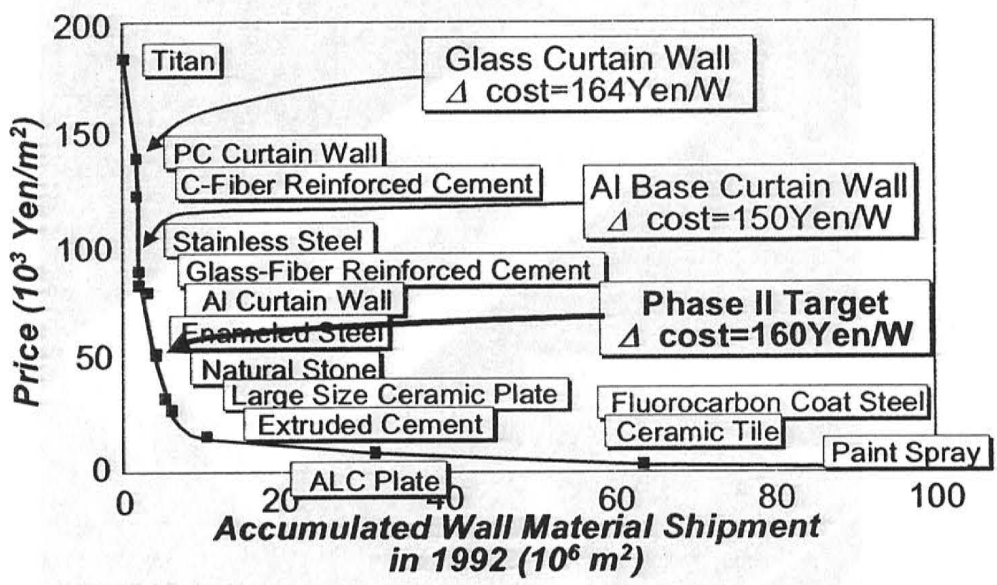 200
Titan
Glass Curtain Wall
Δ cost=164Yen/W
150
PC Curtain Wall
C-Fiber Reinforced Cement
Al Base Curtain Wall
Δ cost=150Yen/W
100
Stainless Steel
Glass-Fiber Reinforced Cement
Al Curtain Wall
Phase II Target
Δ cost=160Yen/W
Enameled Steel
50
Natural Stone
Large Size Ceramic Plate
Fluorocarbon Coat Steel
Extruded Cement
Ceramic Tile
Paint Spray
0
ALC Plate
Price (10³ Yen/m²)
0 20 40 60 80 100
Accumulated Wall Material Shipment
in 1992 (10⁶ m²)